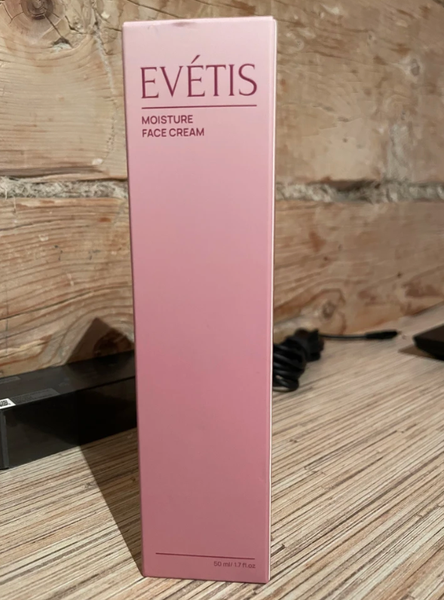 EVÉTIS
MOISTURE
FACE CREAM
50 ml/ 1.7 fl.oz